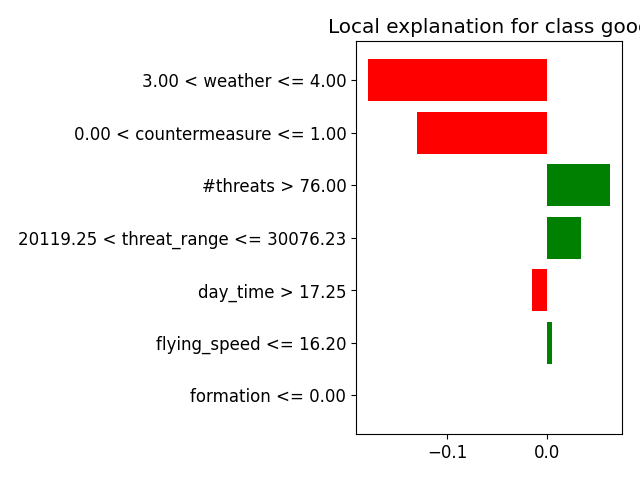 Local explanation for class good
3.00 < weather <= 4.00
0.00 < countermeasure <= 1.00
#threats > 76.00
20119.25 < threat_range <= 30076.23
day_time > 17.25
flying_speed <= 16.20
formation <= 0.00
−0.1 0.0